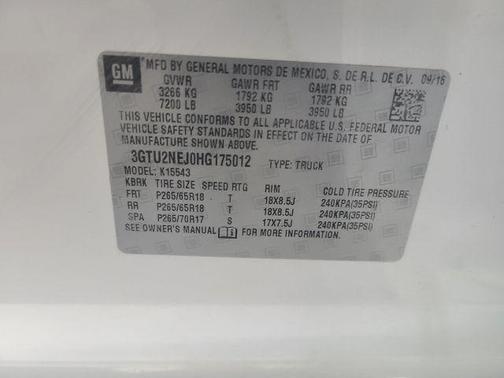 GM
MFD BY GENERAL MOTORS DE MEXICO, S. DE R.L. DE C.V. 09/16
GVWR GAWR FRT GAWR RR
3266 KG 1792 KG 1792 KG
7200 LB 3950 LB 3950 LB
THIS VEHICLE CONFORMS TO ALL APPLICABLE U.S. FEDERAL MOTOR
VEHICLE SAFETY STANDARDS IN EFFECT ON THE DATE OF
MANUFACTURE SHOWN ABOVE.
3GTU2NEJ0HG175012 TYPE: TRUCK
MODEL: K15543
KBRK TIRE SIZE SPEED RTG RIM COLD TIRE PRESSURE
FRT P265/65R18 T 18X8.5J 240KPA(35PSI)
RR P265/65R18 T 18X8.5J 240KPA(35PSI)
SPA P265/70R17 S 17X7.5J 240KPA(35PSI)
SEE OWNER'S MANUAL FOR MORE INFORMATION.